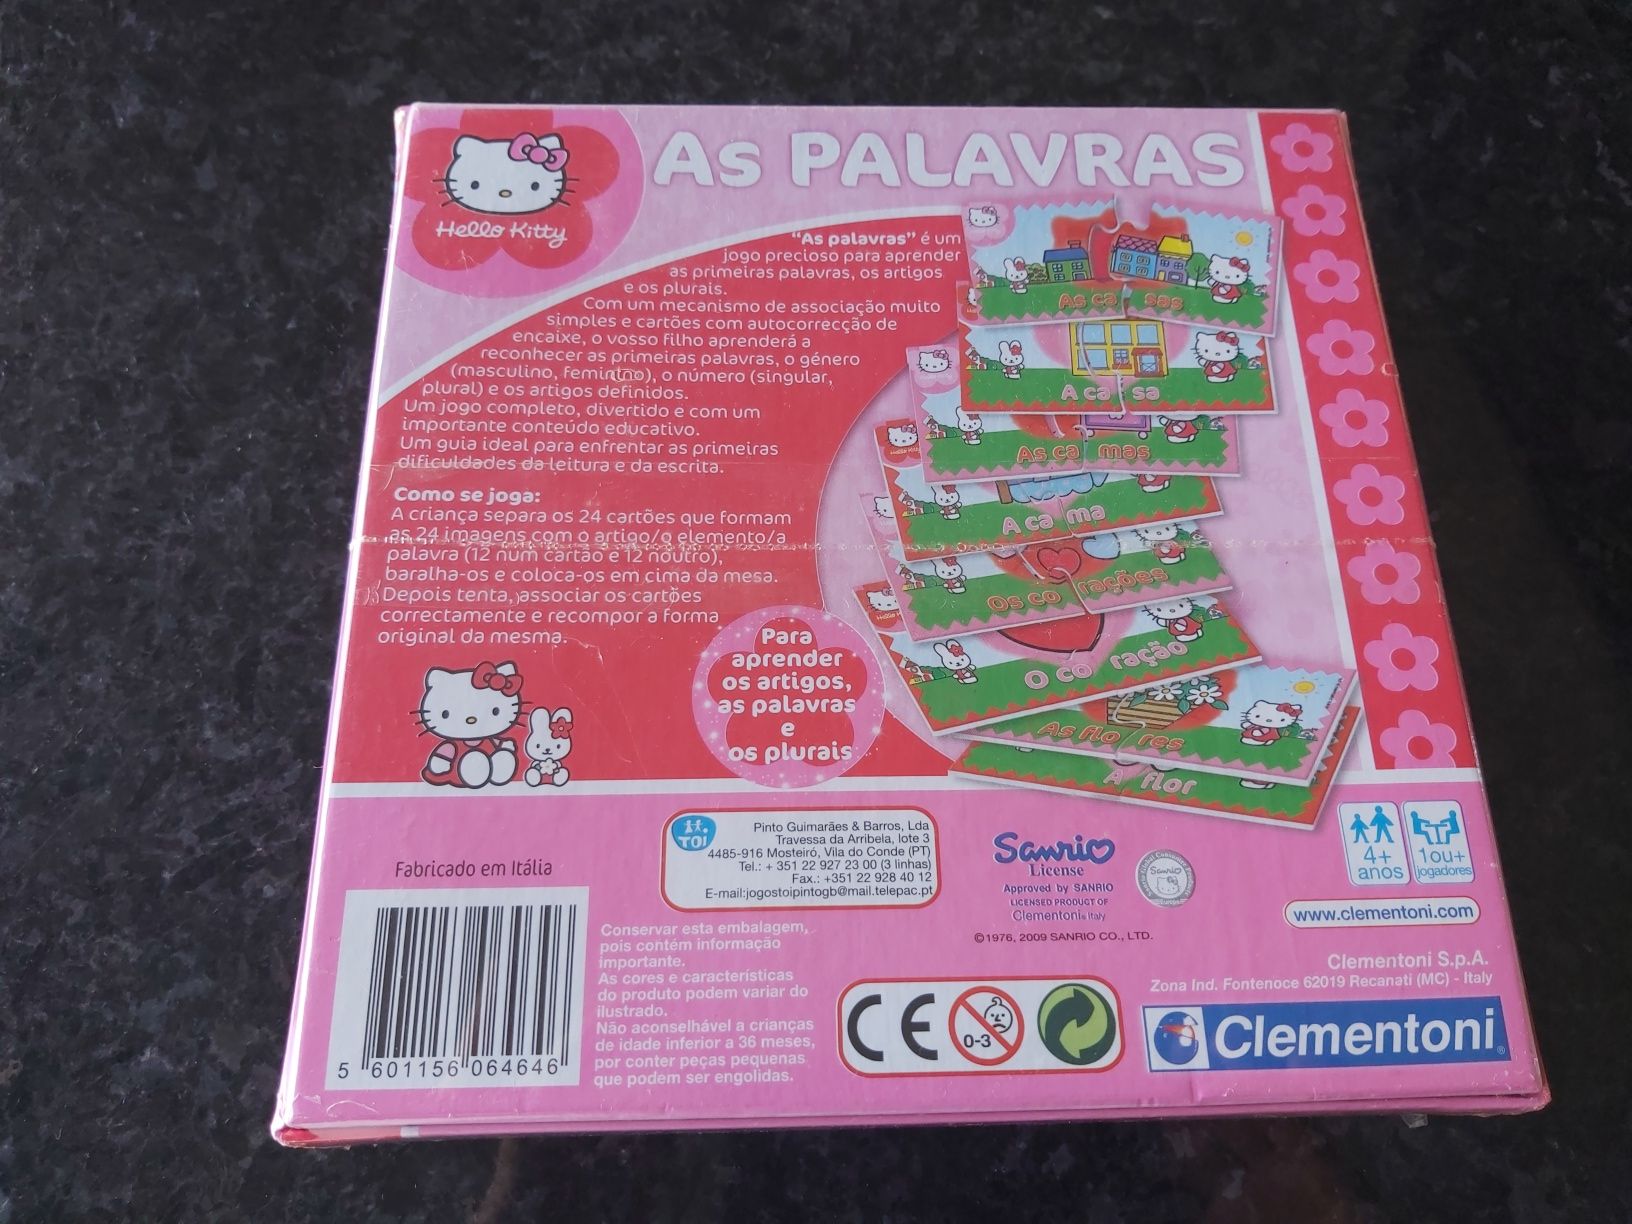 As PALAVRAS
Hello Kitty
“As palavras” é um
jogo precioso para aprender
as primeiras palavras, os artigos
e os plurais.
Com um mecanismo de associação muito
simples e cartões com autocorrecção de
encaixe, o vosso filho aprenderá a
reconhecer as primeiras palavras, o género
(masculino, feminino), o número (singular,
plural) e os artigos definidos.
Um jogo completo, divertido e com um
importante conteúdo educativo.
Um guia ideal para enfrentar as primeiras
dificuldades da leitura e da escrita.
Como se joga:
A criança separa os 24 cartões que formam
as 24 imagens com o artigo/o elemento/a
palavra (12 num cartão e 12 noutro),
baralha-os e coloca-os em cima da mesa.
Depois tenta, associar os cartões
correctamente e recompor a forma
original da mesma.
Para
aprender
os artigos,
as palavras
e
os plurais
As ca sas
A ca sa
As ca mas
A ca ma
Os co rações
O co ração
As flo res
A flor
Fabricado em Itália
5 601156 064646
TOI
Pinto Guimarães & Barros, Lda
Travessa da Arribela, lote 3
4485-916 Mosteiró, Vila do Conde (PT)
Tel.: + 351 22 927 23 00 (3 linhas)
Fax.: +351 22 928 40 12
E-mail:jogostoipintogb@mail.telepac.pt
Conservar esta embalagem,
pois contém informação
importante.
As cores e características
do produto podem variar do
ilustrado.
Não aconselhável a crianças
de idade inferior a 36 meses,
por conter peças pequenas
que podem ser engolidas.
Sanrio
License
Approved by SANRIO
LICENSED PRODUCT OF
Clementoni® Italy
©1976, 2009 SANRIO CO., LTD.
Sanrio
CE
0-3
4+
anos
1ou+
jogadores
www.clementoni.com
Clementoni S.p.A.
Zona Ind. Fontenoce 62019 Recanati (MC) - Italy
Clementoni®